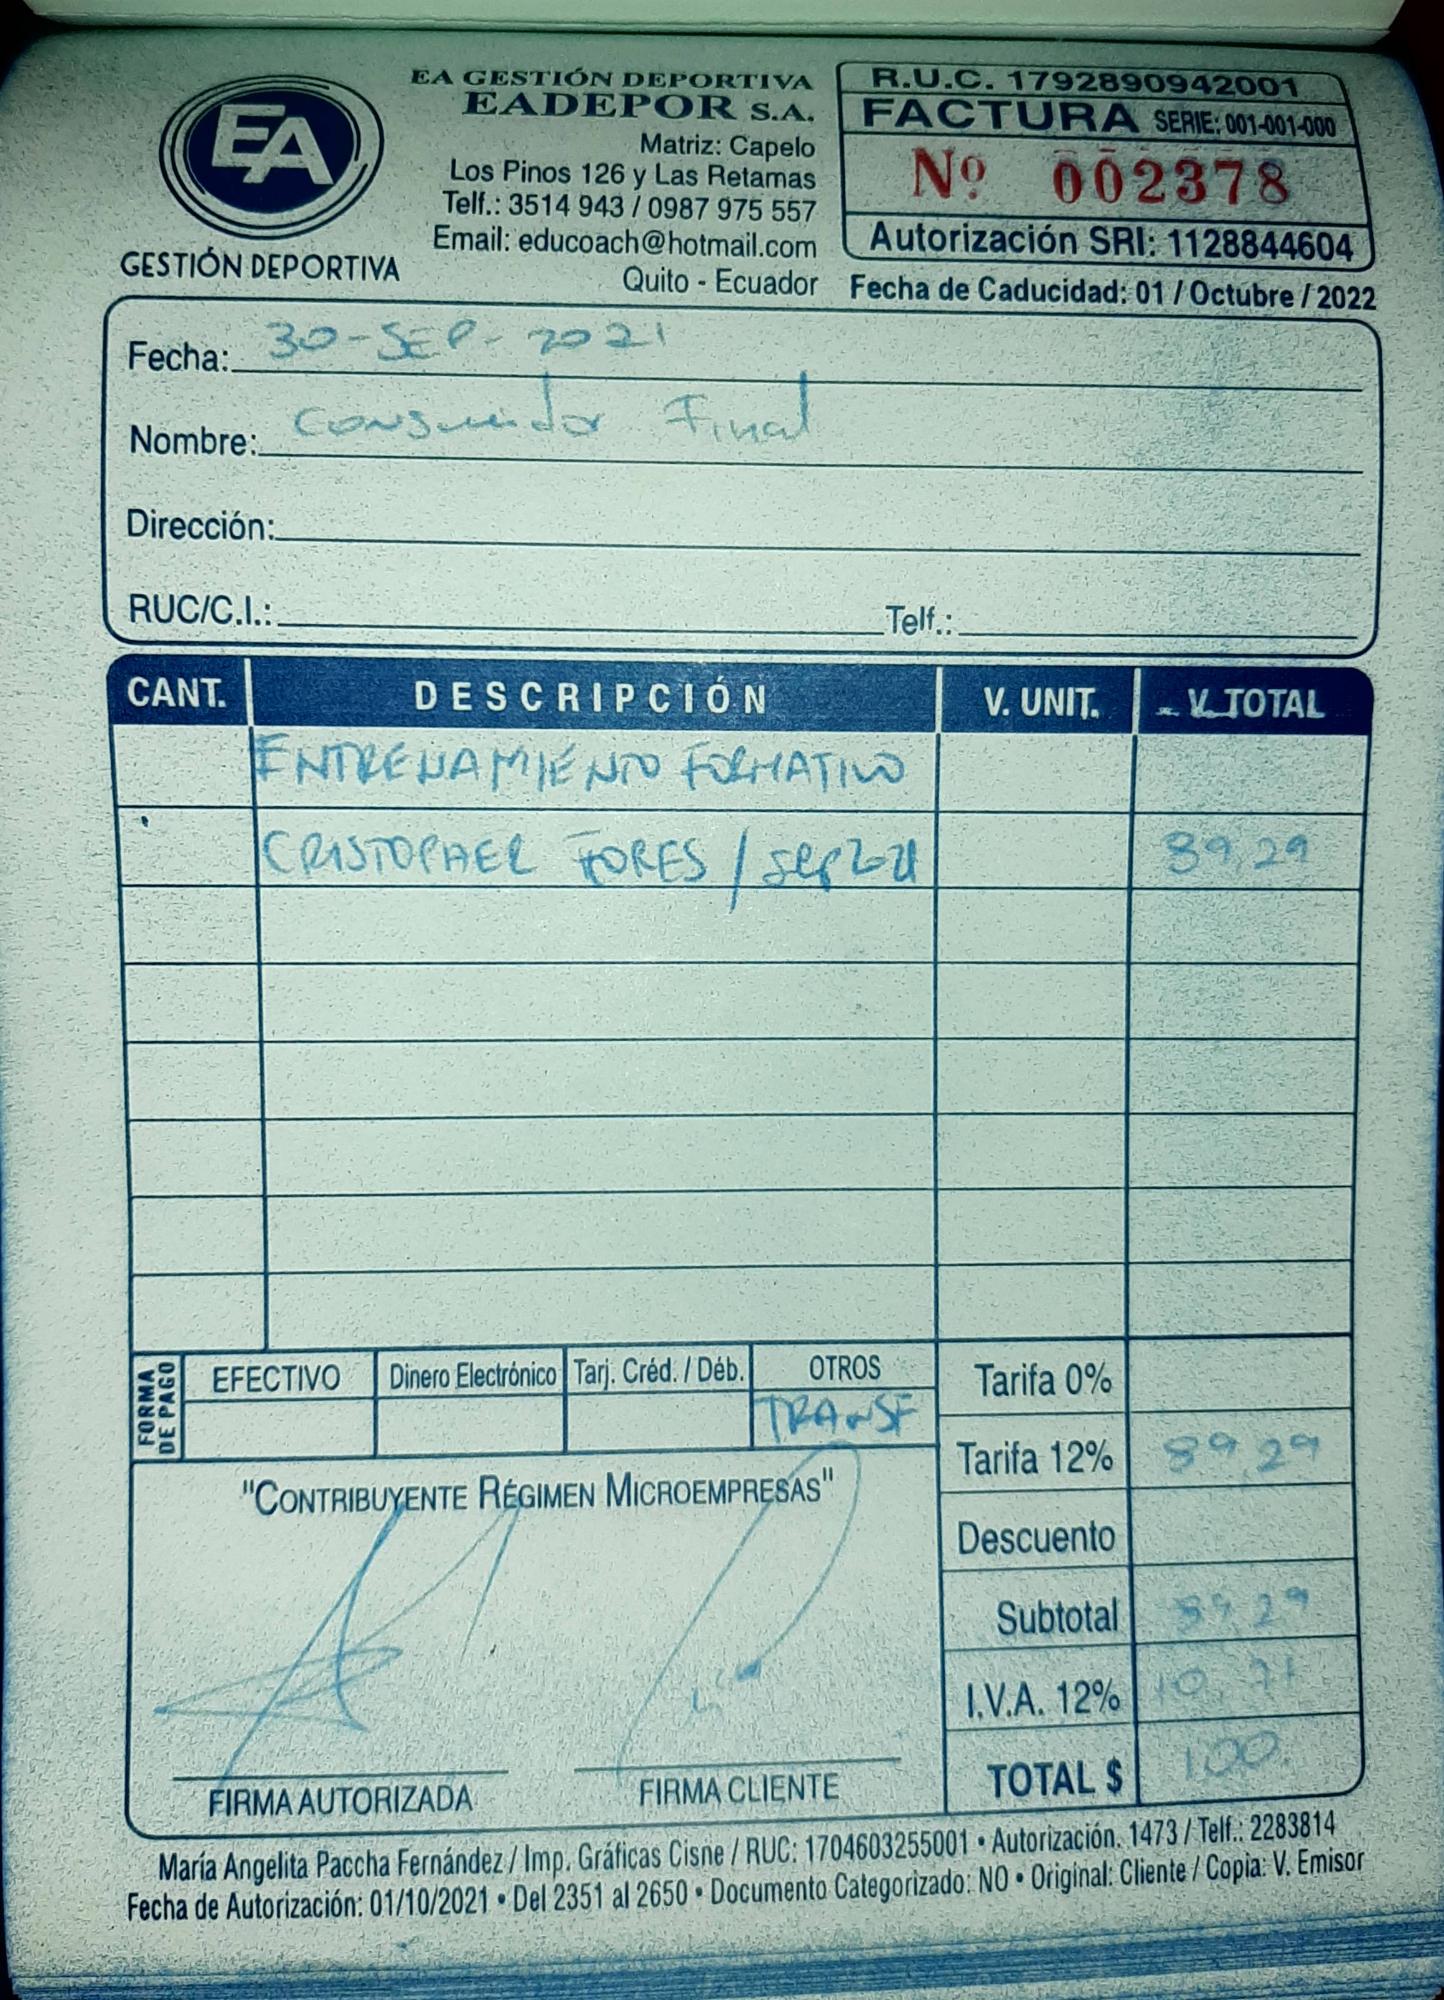 EA
GESTIÓN DEPORTIVA
EA GESTIÓN DEPORTIVA
EADEPOR S.A.
Matriz: Capelo
Los Pinos 126 y Las Retamas
Telf.: 3514 943 / 0987 975 557
Email: educoach@hotmail.com
Quito - Ecuador
R.U.C. 1792890942001
FACTURA SERIE: 001-001-000
Nº 002378
Autorización SRI: 1128844604
Fecha de Caducidad: 01 / Octubre / 2022
Fecha: 30-SEP-2021
Nombre: Consumidor Final
Dirección:
RUC/C.I.: Telf.:
CANT. DESCRIPCIÓN V. UNIT. V. TOTAL
ENTRENAMIENTO FORMATIVO
CRISTOPHER FORES / sep 89,29
FORMA DE PAGO EFECTIVO Dinero Electrónico Tarj. Créd. / Déb. OTROS
TRANSF
Tarifa 0%
Tarifa 12% 89,29
Descuento
Subtotal 89,29
I.V.A. 12% 10,71
TOTAL $ 100.
"CONTRIBUYENTE RÉGIMEN MICROEMPRESAS"
FIRMA AUTORIZADA FIRMA CLIENTE
María Angelita Paccha Fernández / Imp. Gráficas Cisne / RUC: 1704603255001 • Autorización. 1473 / Telf.: 2283814
Fecha de Autorización: 01/10/2021 • Del 2351 al 2650 • Documento Categorizado: NO • Original: Cliente / Copia: V. Emisor